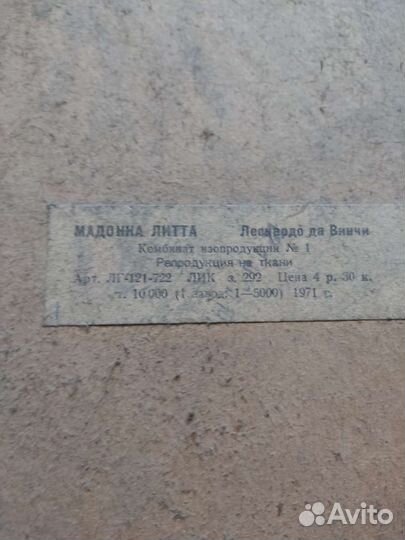 МАДОННА ЛИТТА Леонардо да Винчи
Комбинат изопродукции № 1
Репродукция на ткани
Арт. ЛГ-121-722 ЛИК з. 292 Цена 4 р. 30 к.
т. 10 000 (1 завод: 1—5000) 1971 г.
Avito